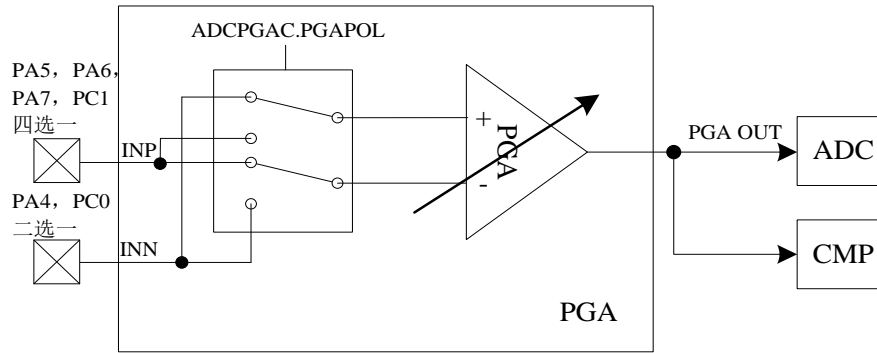 ADCPGAC.PGAPOL
PA5，PA6，
PA7，PC1
四选一
INP
PA4，PC0
二选一
INN
+
-
PGA
PGA OUT
ADC
CMP
PGA